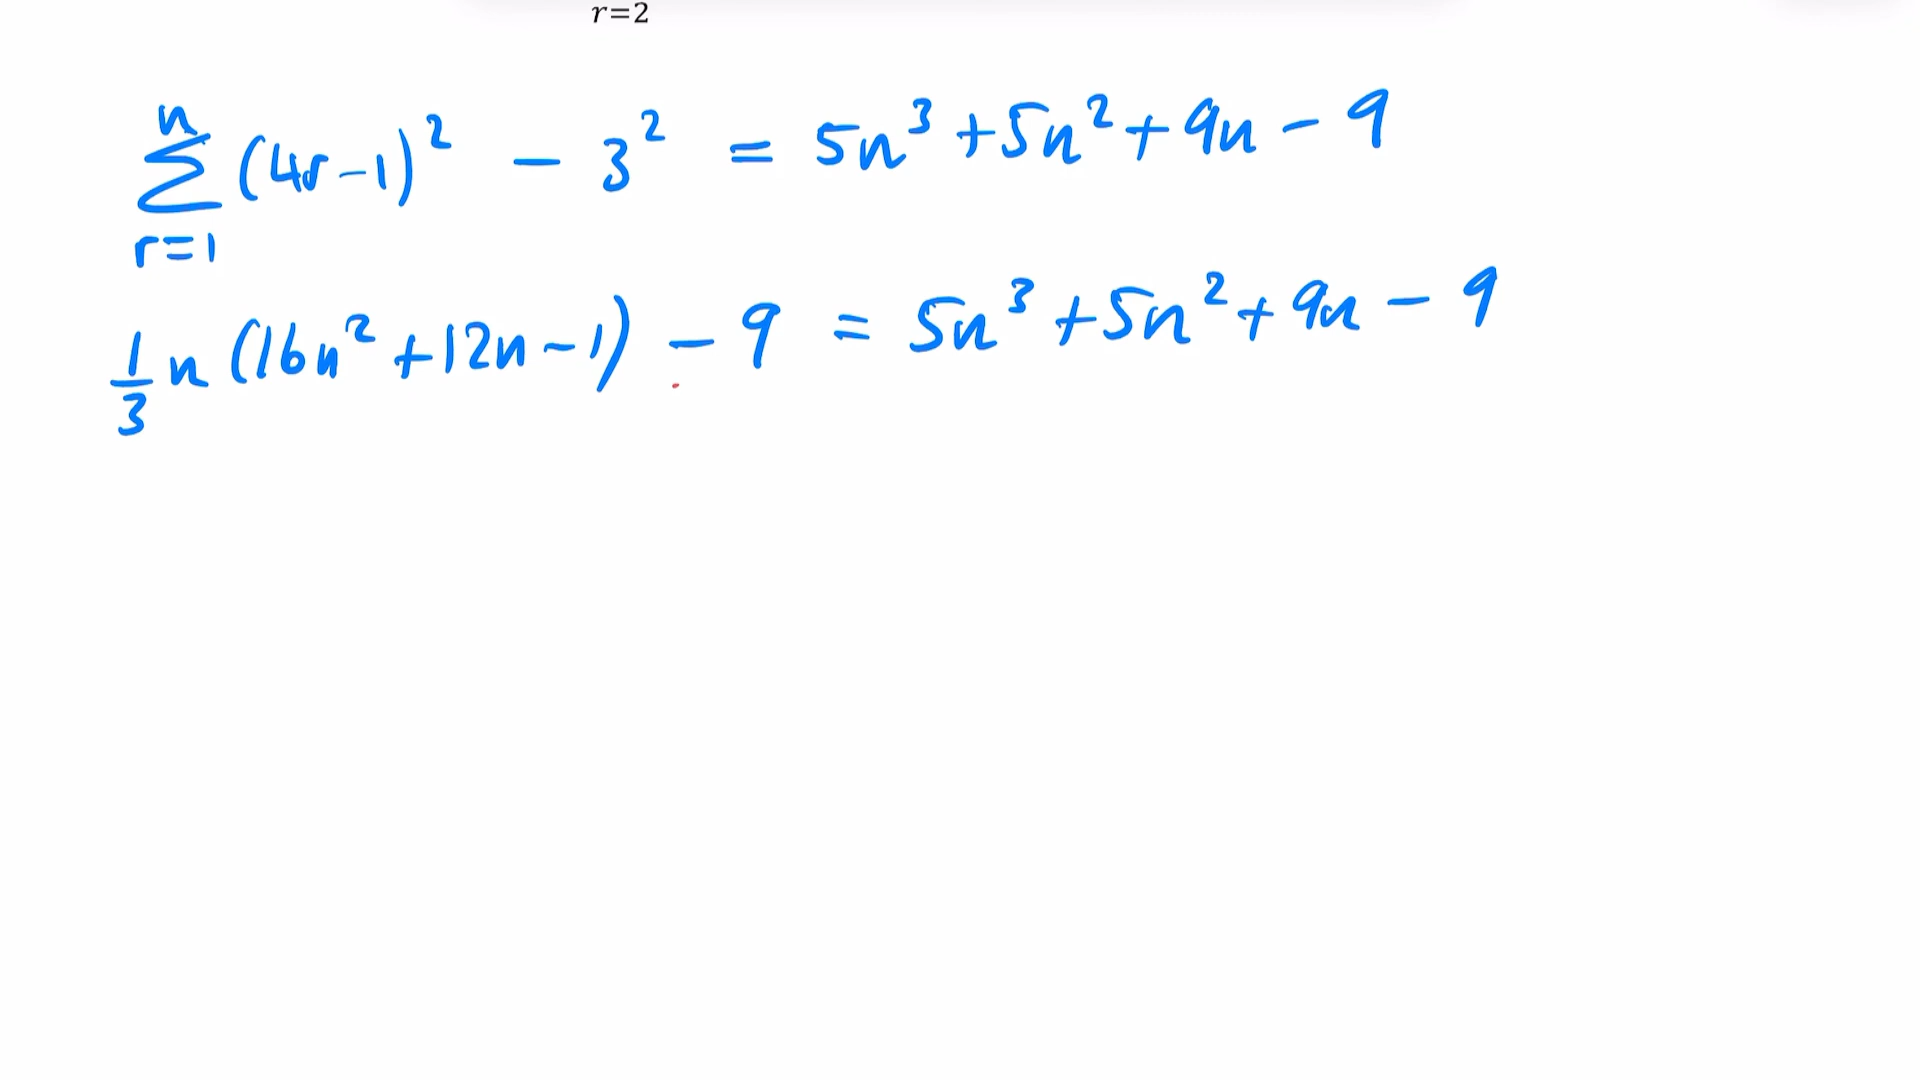 r=2
n
∑ (4r-1)² - 3² = 5n³ + 5n² + 9n - 9
r=1
1/3 n (16n² + 12n - 1) - 9 = 5n³ + 5n² + 9n - 9